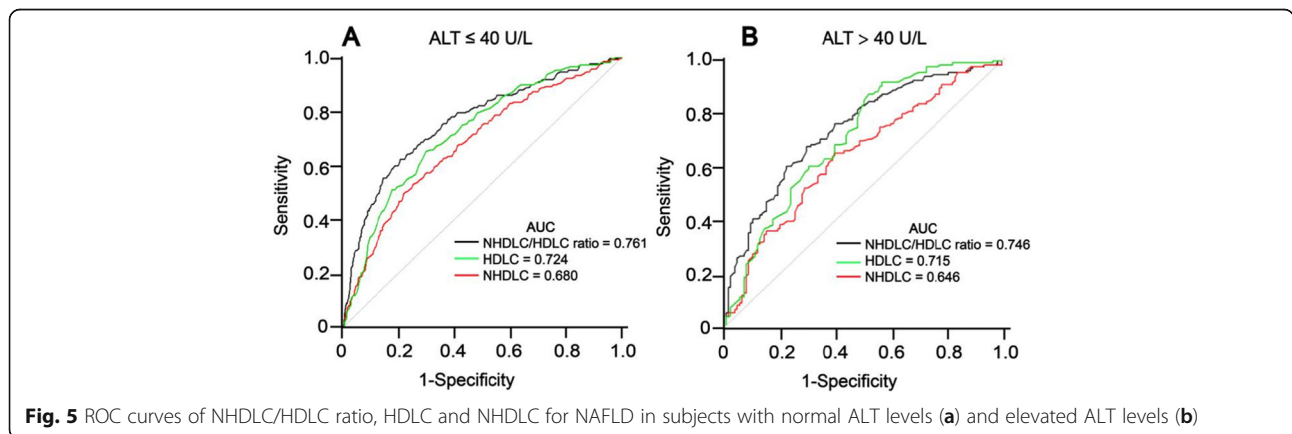 A
ALT ≤ 40 U/L
1.0
0.8
0.6
0.4
0.2
0
Sensitivity
AUC
NHDLC/HDLC ratio = 0.761
HDLC = 0.724
NHDLC = 0.680
0 0.2 0.4 0.6 0.8 1.0
1-Specificity
B
ALT > 40 U/L
1.0
0.8
0.6
0.4
0.2
0
Sensitivity
AUC
NHDLC/HDLC ratio = 0.746
HDLC = 0.715
NHDLC = 0.646
0 0.2 0.4 0.6 0.8 1.0
1-Specificity
Fig. 5 ROC curves of NHDLC/HDLC ratio, HDLC and NHDLC for NAFLD in subjects with normal ALT levels (a) and elevated ALT levels (b)